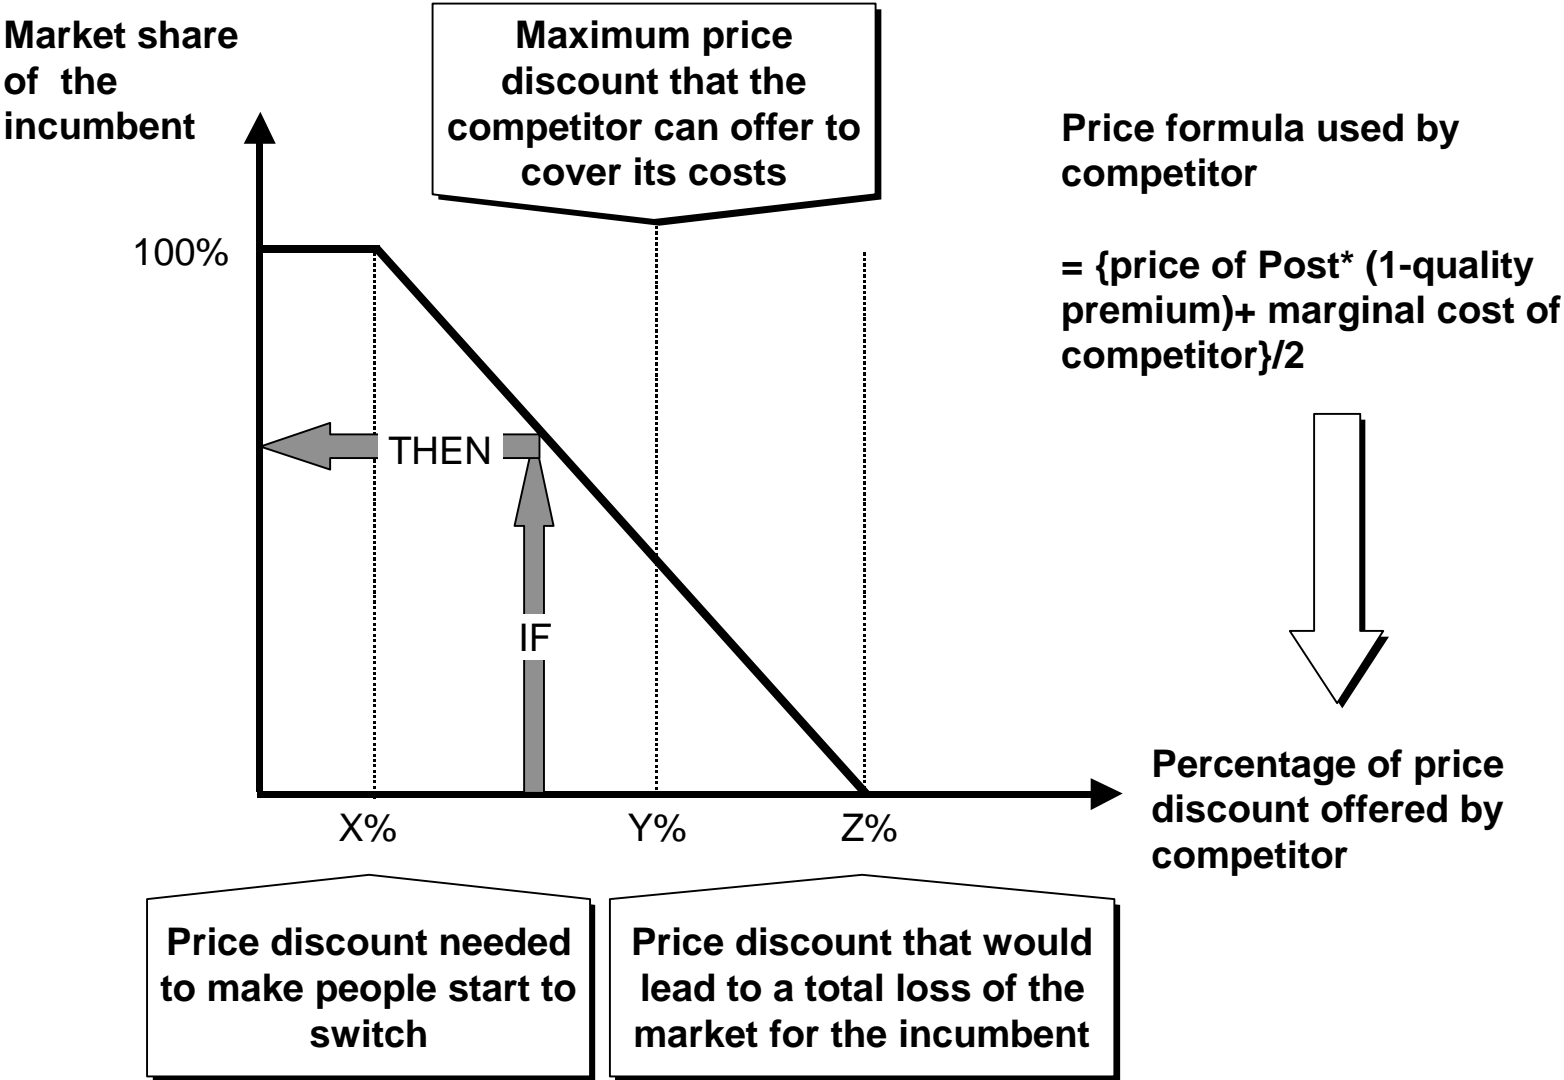 Market share
of the
incumbent
Maximum price
discount that the
competitor can offer to
cover its costs
Price formula used by
competitor
= {price of Post* (1-quality
premium)+ marginal cost of
competitor}/2
100%
THEN
IF
X%
Y%
Z%
Percentage of price
discount offered by
competitor
Price discount needed
to make people start to
switch
Price discount that would
lead to a total loss of the
market for the incumbent